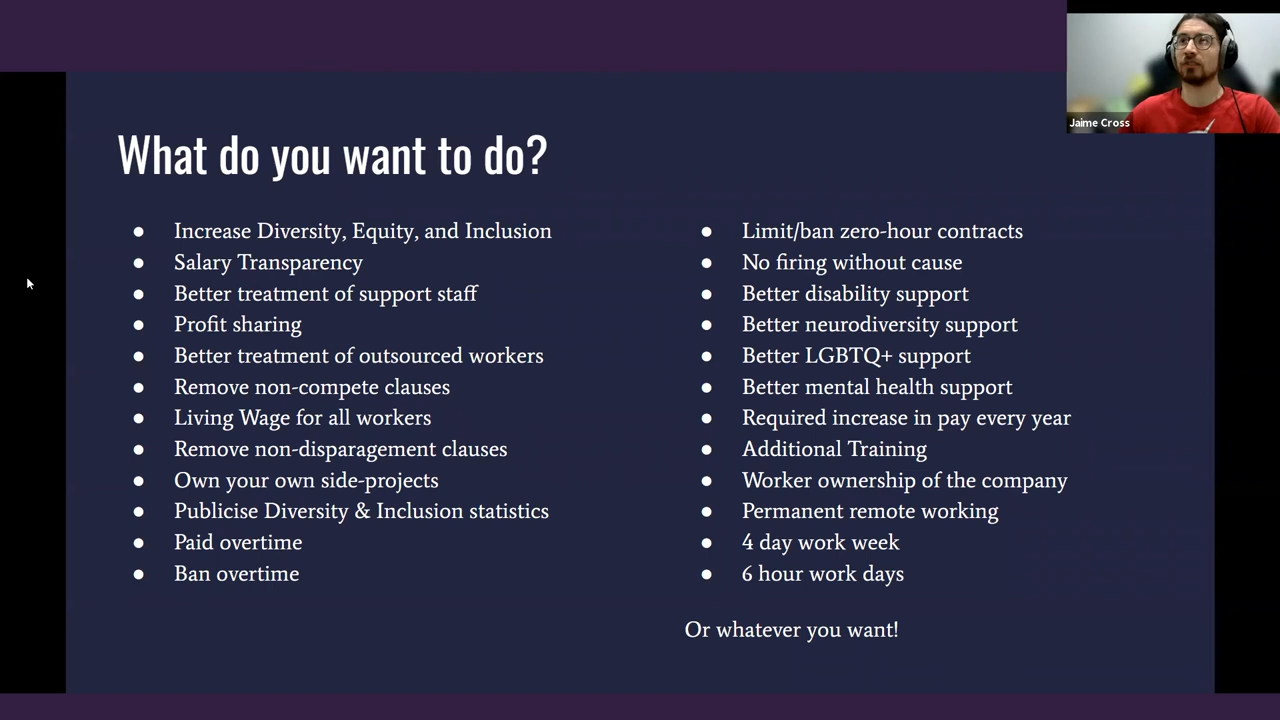 Jaime Cross
What do you want to do?
● Increase Diversity, Equity, and Inclusion
● Salary Transparency
● Better treatment of support staff
● Profit sharing
● Better treatment of outsourced workers
● Remove non-compete clauses
● Living Wage for all workers
● Remove non-disparagement clauses
● Own your own side-projects
● Publicise Diversity & Inclusion statistics
● Paid overtime
● Ban overtime
● Limit/ban zero-hour contracts
● No firing without cause
● Better disability support
● Better neurodiversity support
● Better LGBTQ+ support
● Better mental health support
● Required increase in pay every year
● Additional Training
● Worker ownership of the company
● Permanent remote working
● 4 day work week
● 6 hour work days
Or whatever you want!